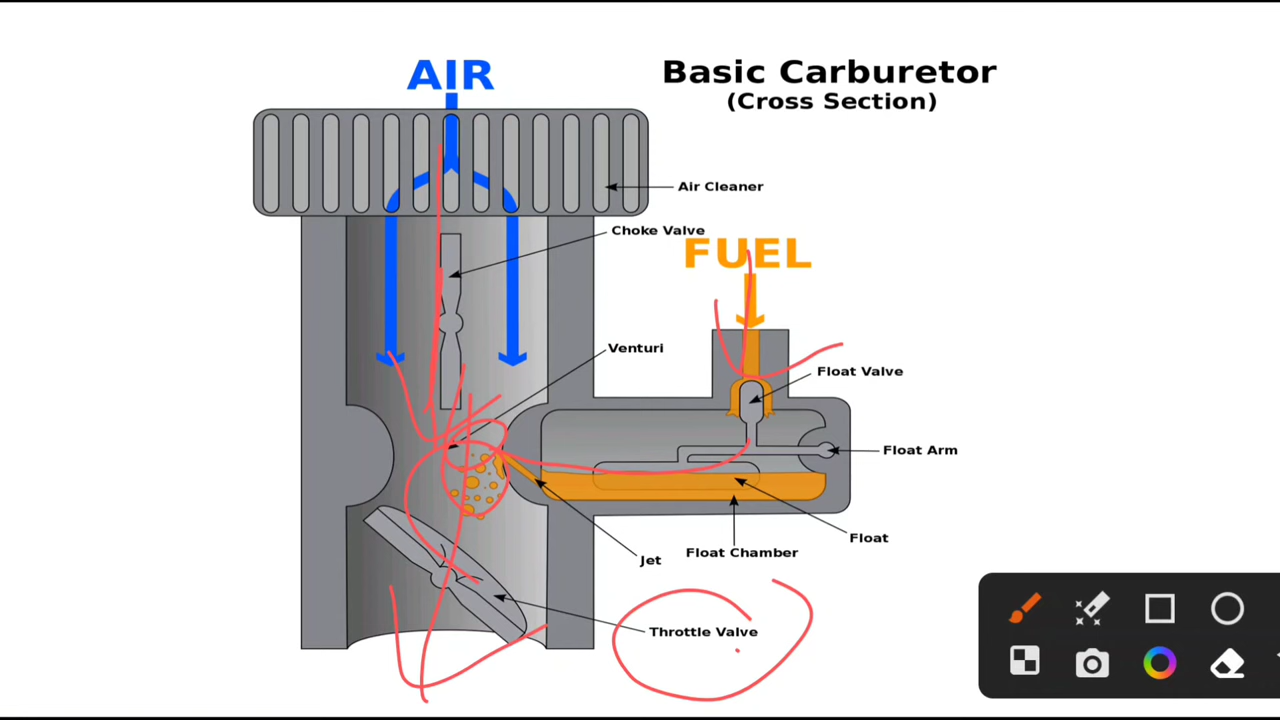 AIR
Basic Carburetor
(Cross Section)
Air Cleaner
Choke Valve
FUEL
Venturi
Float Valve
Float Arm
Float
Float Chamber
Jet
Throttle Valve